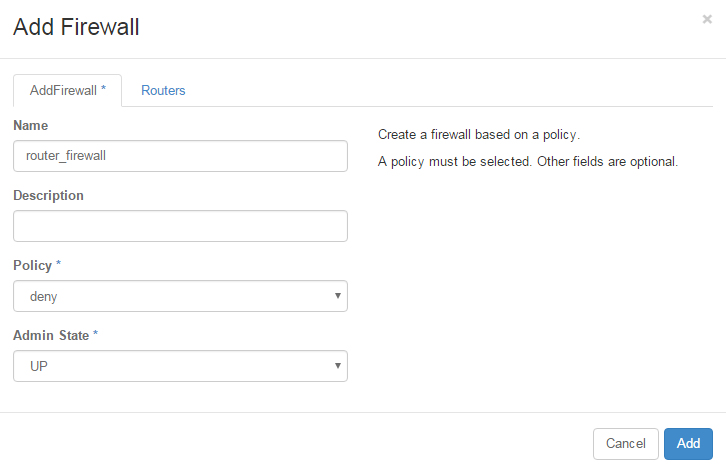 Add Firewall
×
AddFirewall *
Routers
Name
router_firewall
Create a firewall based on a policy.
A policy must be selected. Other fields are optional.
Description
Policy *
deny
Admin State *
UP
Cancel
Add